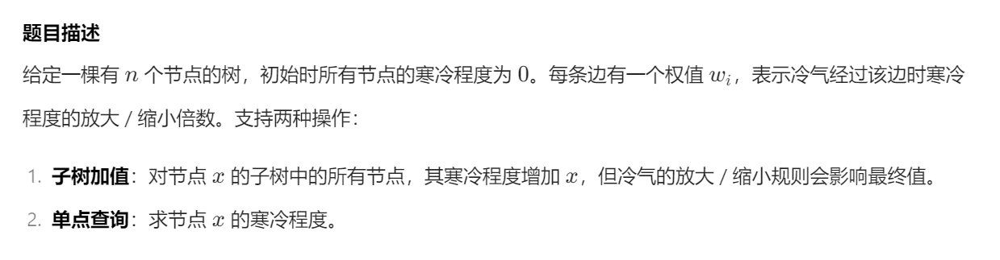 题目描述
给定一棵有 n 个节点的树，初始时所有节点的寒冷程度为 0。每条边有一个权值 wᵢ，表示冷气经过该边时寒冷
程度的放大 / 缩小倍数。支持两种操作：
1. 子树加值：对节点 x 的子树中的所有节点，其寒冷程度增加 x，但冷气的放大 / 缩小规则会影响最终值。
2. 单点查询：求节点 x 的寒冷程度。